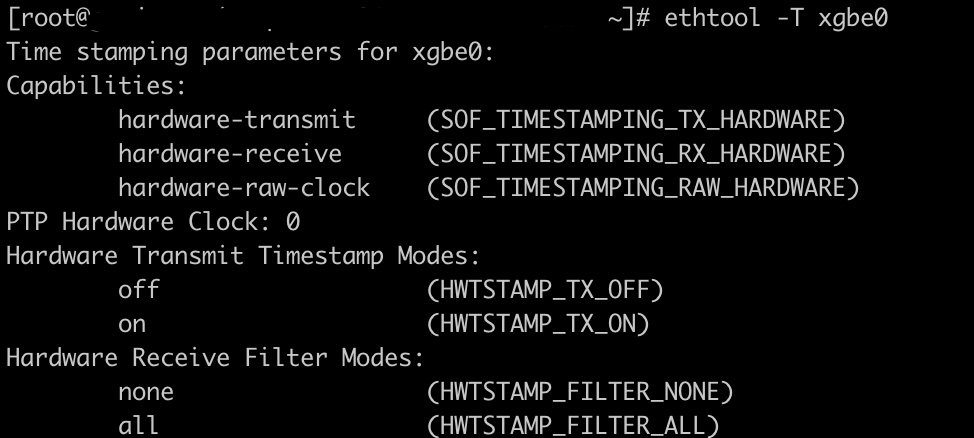 [root@ ~]# ethtool -T xgbe0
Time stamping parameters for xgbe0:
Capabilities:
hardware-transmit (SOF_TIMESTAMPING_TX_HARDWARE)
hardware-receive (SOF_TIMESTAMPING_RX_HARDWARE)
hardware-raw-clock (SOF_TIMESTAMPING_RAW_HARDWARE)
PTP Hardware Clock: 0
Hardware Transmit Timestamp Modes:
off (HWTSTAMP_TX_OFF)
on (HWTSTAMP_TX_ON)
Hardware Receive Filter Modes:
none (HWTSTAMP_FILTER_NONE)
all (HWTSTAMP_FILTER_ALL)